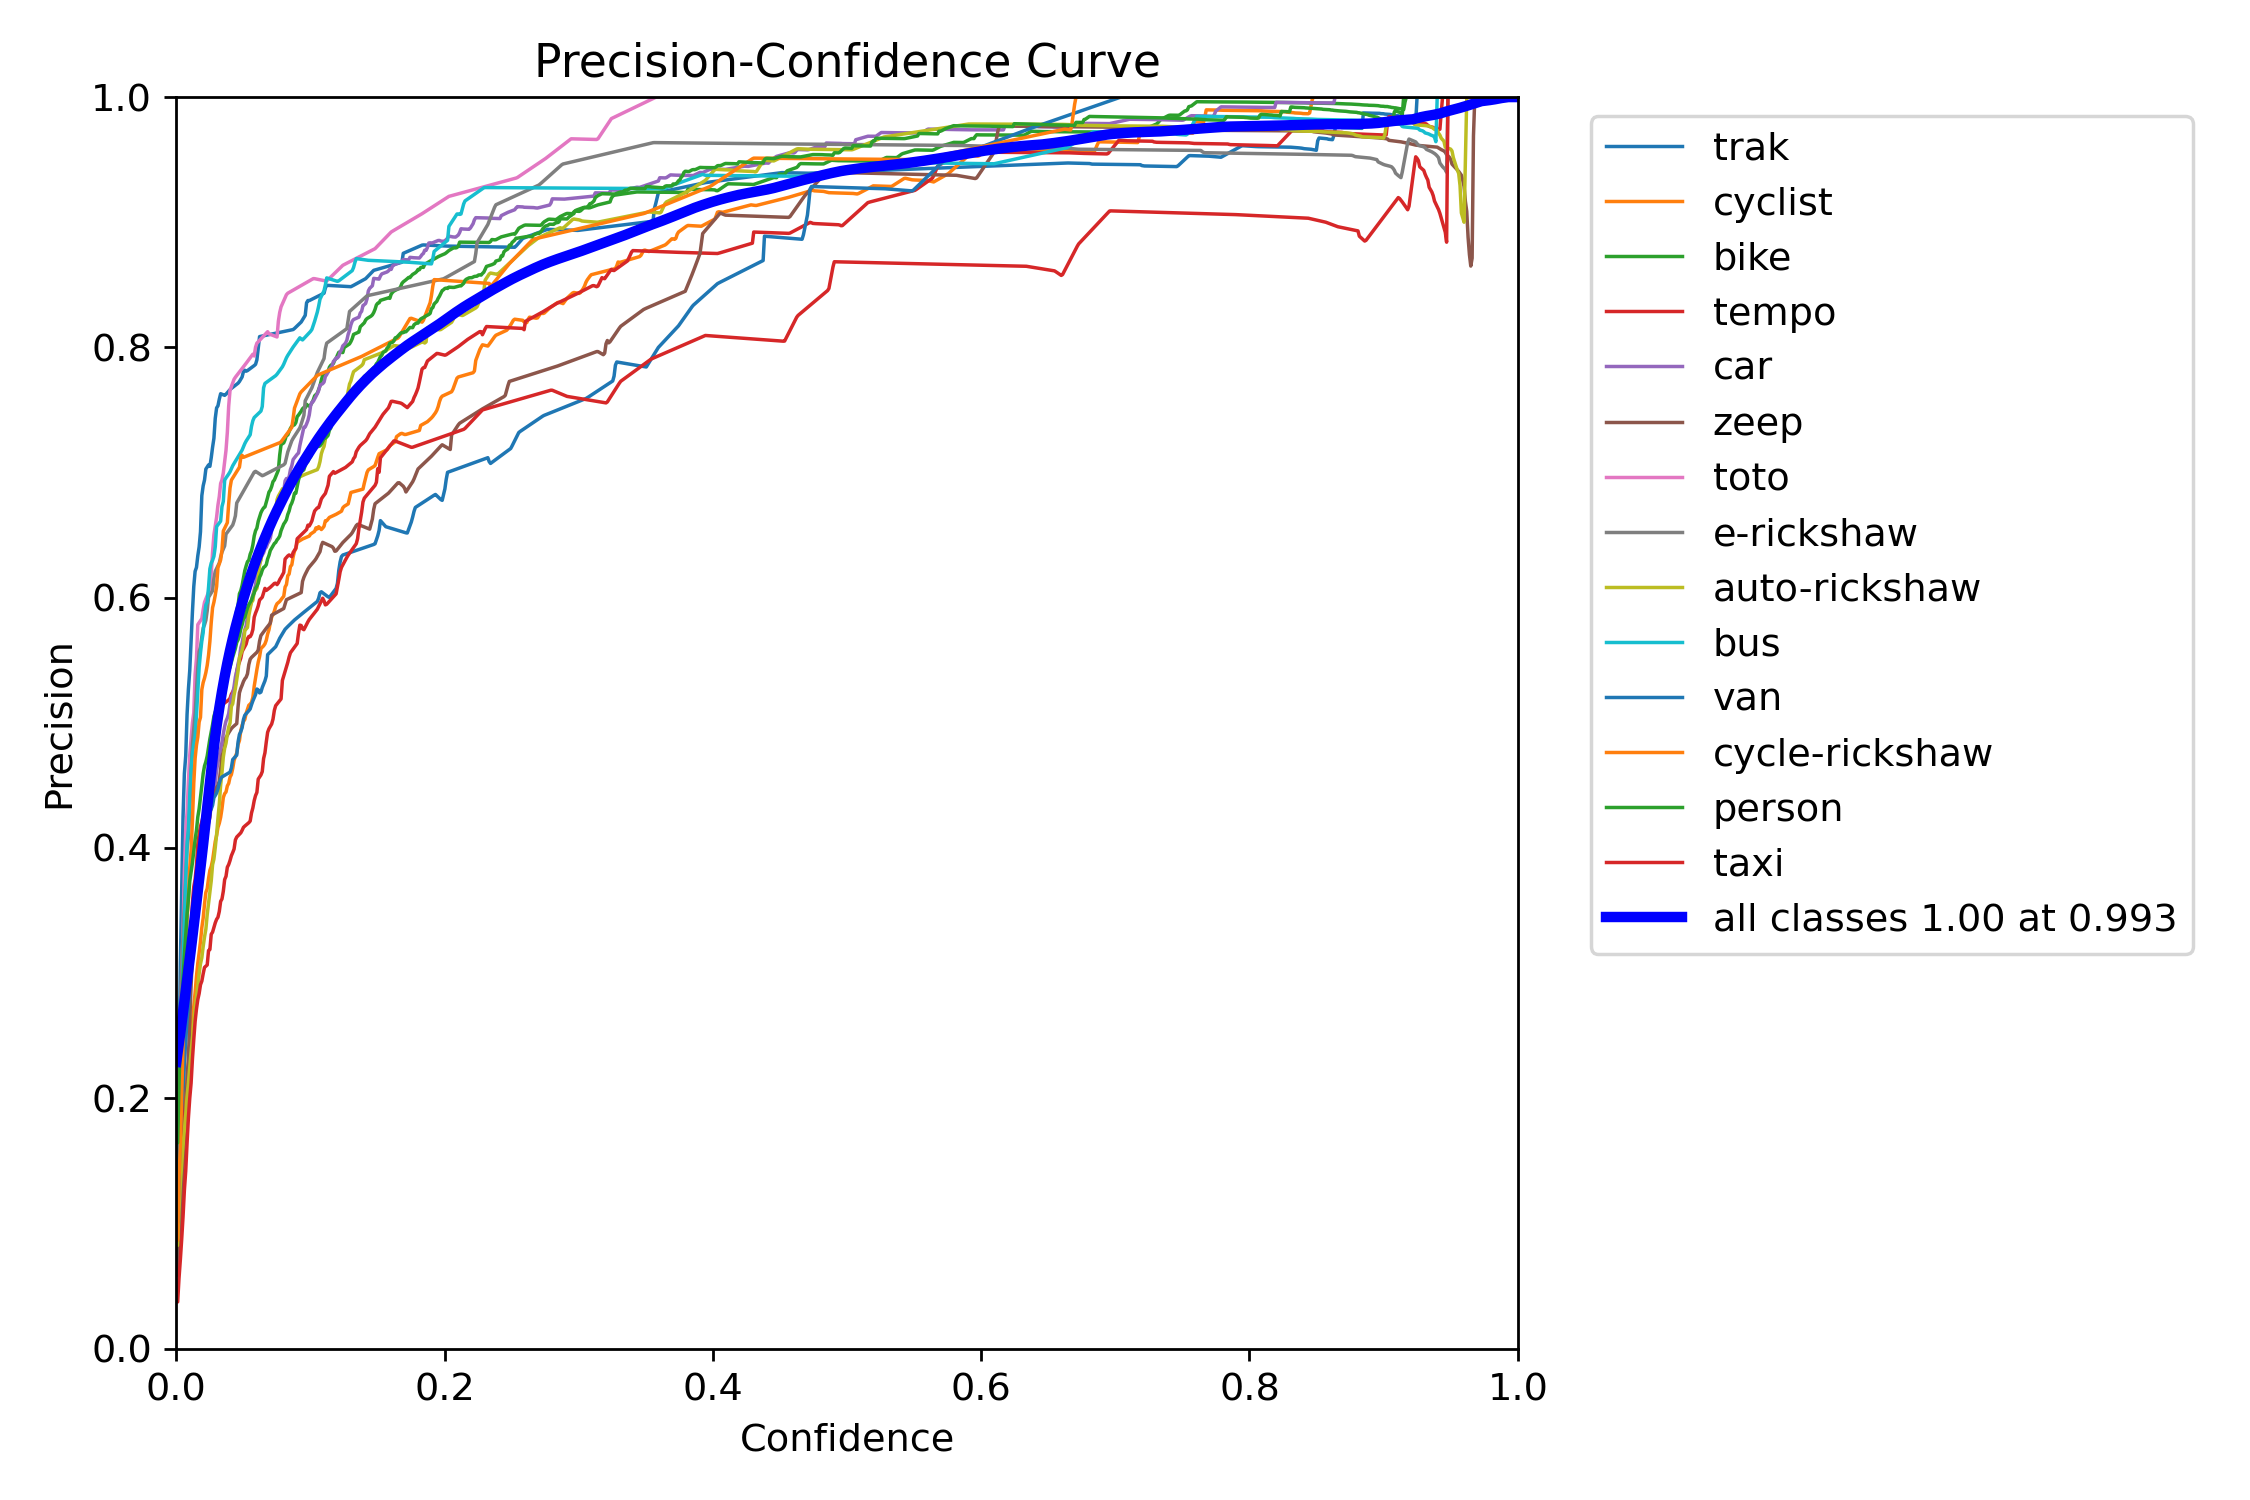 Precision-Confidence Curve
1.0
0.8
0.6
0.4
0.2
0.0
Precision
0.0 0.2 0.4 0.6 0.8 1.0
Confidence
trak
cyclist
bike
tempo
car
zeep
toto
e-rickshaw
auto-rickshaw
bus
van
cycle-rickshaw
person
taxi
all classes 1.00 at 0.993